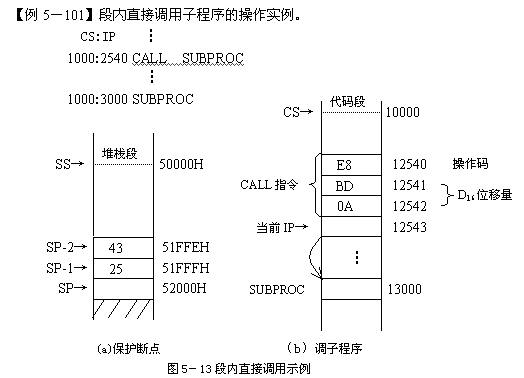 【例 5-101】段内直接调用子程序的操作实例。
CS:IP
1000:2540 CALL SUBPROC
1000:3000 SUBPROC
代码段
CS→ 10000
堆栈段
SS→ 50000H
CALL 指令
E8 12540 操作码
BD 12541
0A 12542
D16位移量
当前 IP→ 12543
SP-2→ 43 51FFEH
SP-1→ 25 51FFFH
SP→ 52000H
SUBPROC 13000
(a)保护断点
(b) 调子程序
图5-13 段内直接调用示例